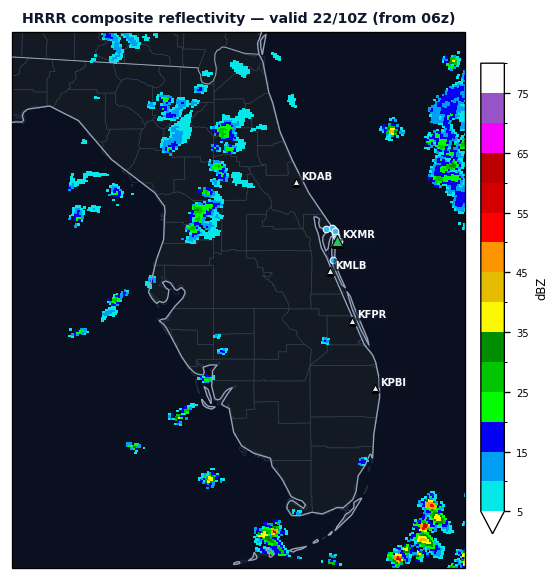 HRRR composite reflectivity — valid 22/10Z (from 06z)
KDAB
KXMR
KMLB
KFPR
KPBI
75
65
55
45
35
25
15
5
dBZ